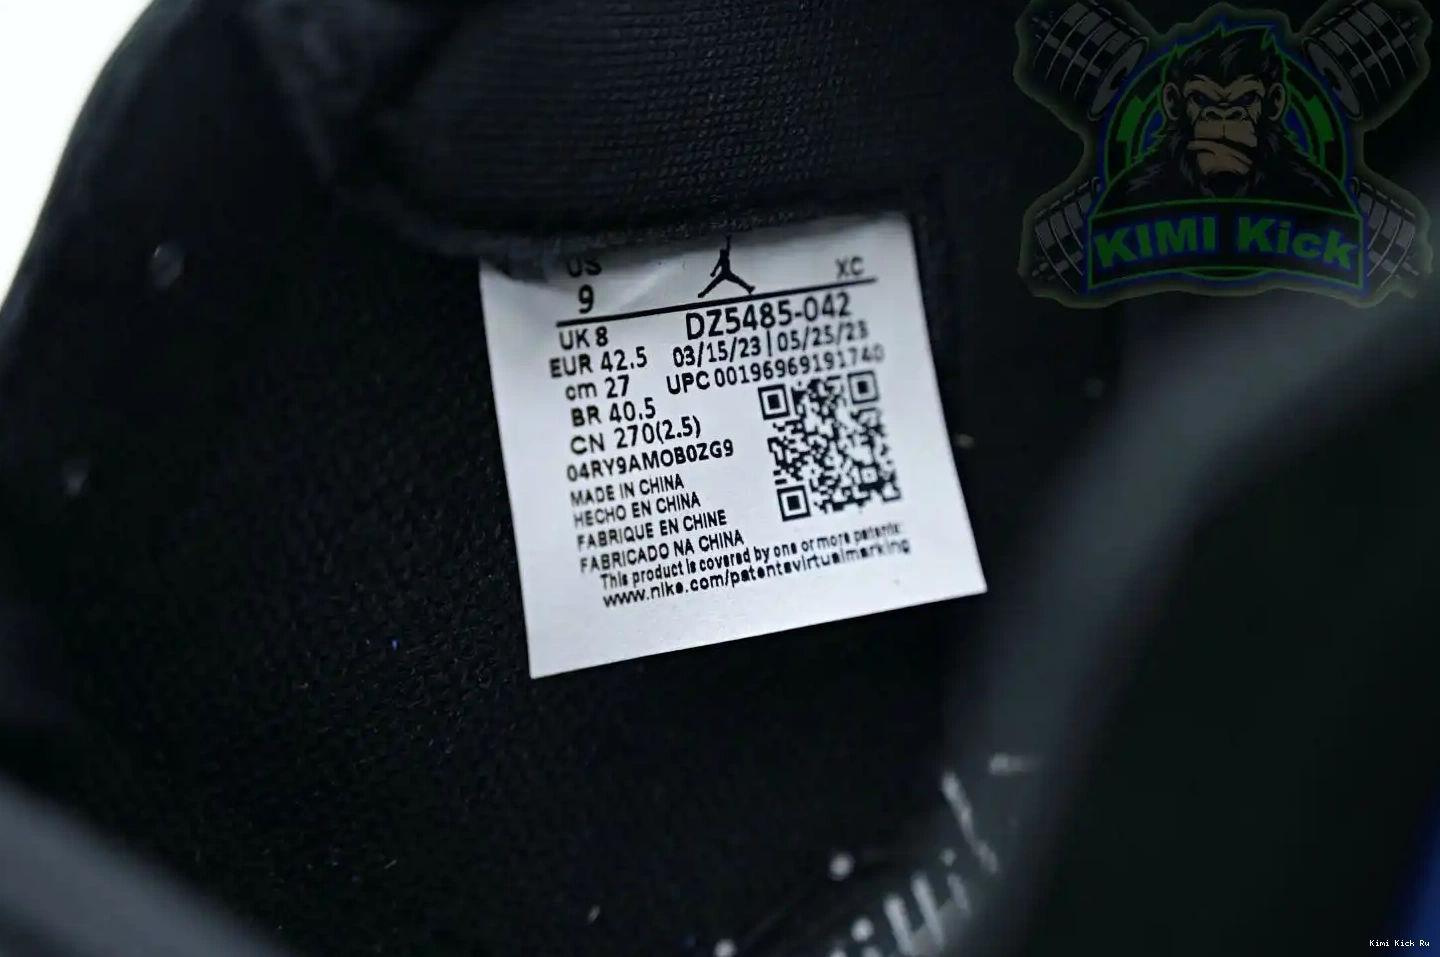 KIMI Kick
US
XC
9
DZ5485-042
UK 8
03/15/23 | 05/25/23
EUR 42.5
UPC 00196969191740
cm 27
BR 40.5
CN 270(2.5)
04RY9AMOB0ZG9
MADE IN CHINA
HECHO EN CHINA
FABRIQUE EN CHINE
FABRICADO NA CHINA
This product is covered by one or more patents:
www.nike.com/patentsvirtualmarking
Kimi Kick Ru